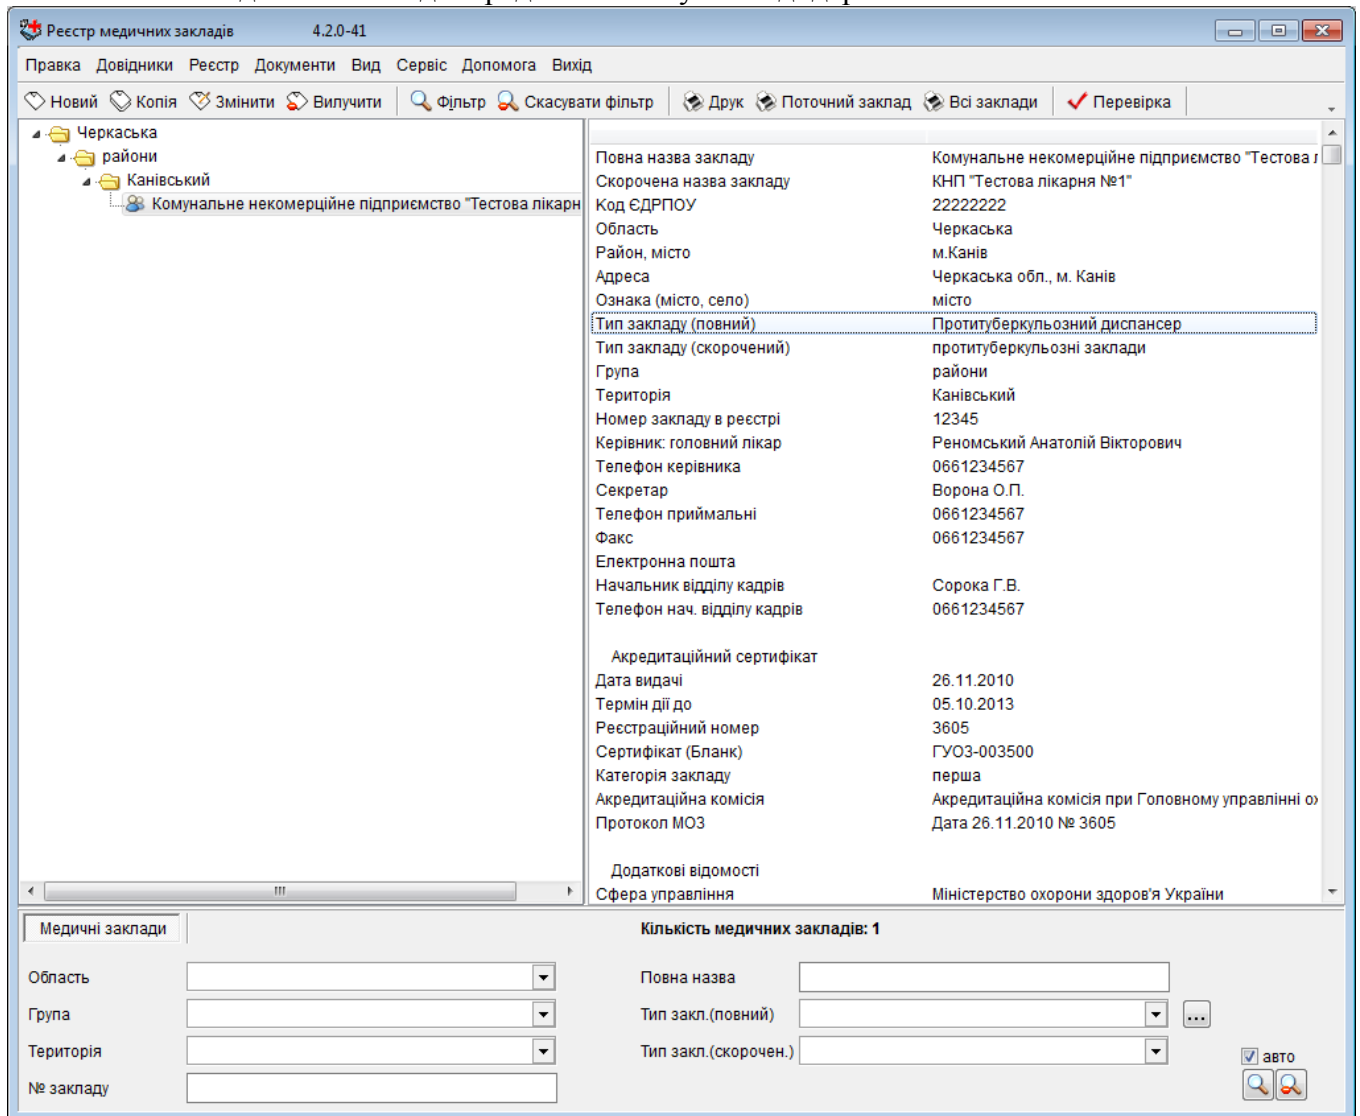 Реєстр медичних закладів 4.2.0-41
Правка Довідники Реєстр Документи Вид Сервіс Допомога Вихід
Новий Копія Змінити Вилучити Фільтр Скасувати фільтр Друк Поточний заклад Всі заклади Перевірка
Черкаська
райони
Канівський
Комунальне некомерційне підприємство "Тестова лікарн
Повна назва закладу Комунальне некомерційне підприємство "Тестова л
Скорочена назва закладу КНП "Тестова лікарня №1"
Код ЄДРПОУ 22222222
Область Черкаська
Район, місто м.Канів
Адреса Черкаська обл., м. Канів
Ознака (місто, село) місто
Тип закладу (повний) Протитуберкульозний диспансер
Тип закладу (скорочений) протитуберкульозні заклади
Група райони
Територія Канівський
Номер закладу в реєстрі 12345
Керівник: головний лікар Реномський Анатолій Вікторович
Телефон керівника 0661234567
Секретар Ворона О.П.
Телефон приймальні 0661234567
Факс 0661234567
Електронна пошта
Начальник відділу кадрів Сорока Г.В.
Телефон нач. відділу кадрів 0661234567
Акредитаційний сертифікат
Дата видачі 26.11.2010
Термін дії до 05.10.2013
Реєстраційний номер 3605
Сертифікат (Бланк) ГУОЗ-003500
Категорія закладу перша
Акредитаційна комісія Акредитаційна комісія при Головному управлінні ох
Протокол МОЗ Дата 26.11.2010 № 3605
Додаткові відомості
Сфера управління Міністерство охорони здоров'я України
Медичні заклади Кількість медичних закладів: 1
Область Повна назва
Група Тип закл.(повний) ...
Територія Тип закл.(скорочен.) авто
№ закладу